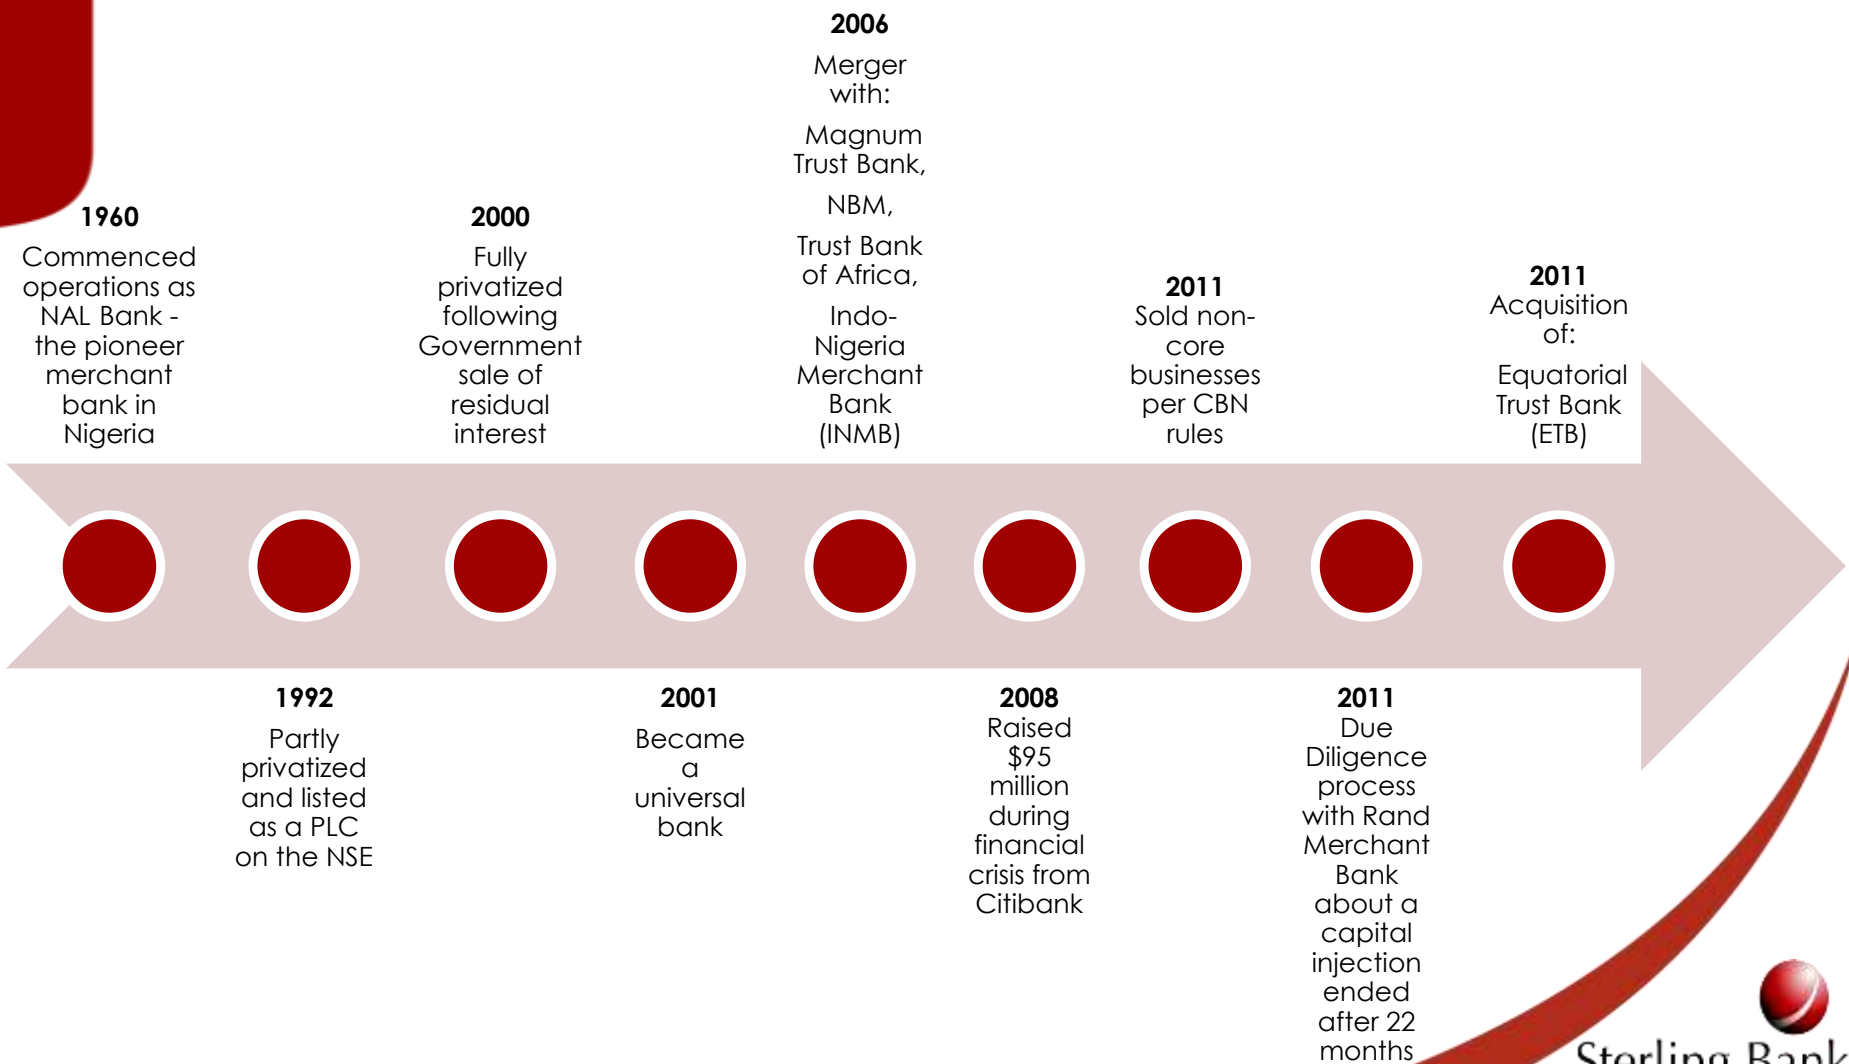 1960
Commenced
operations as
NAL Bank -
the pioneer
merchant
bank in
Nigeria
1992
Partly
privatized
and listed
as a PLC
on the NSE
2000
Fully
privatized
following
Government
sale of
residual
interest
2001
Became
a
universal
bank
2006
Merger
with:
Magnum
Trust Bank,
NBM,
Trust Bank
of Africa,
Indo-
Nigeria
Merchant
Bank
(INMB)
2008
Raised
$95
million
during
financial
crisis from
Citibank
2011
Sold non-
core
businesses
per CBN
rules
2011
Due
Diligence
process
with Rand
Merchant
Bank
about a
capital
injection
ended
after 22
months
2011
Acquisition
of:
Equatorial
Trust Bank
(ETB)
Sterling Bank